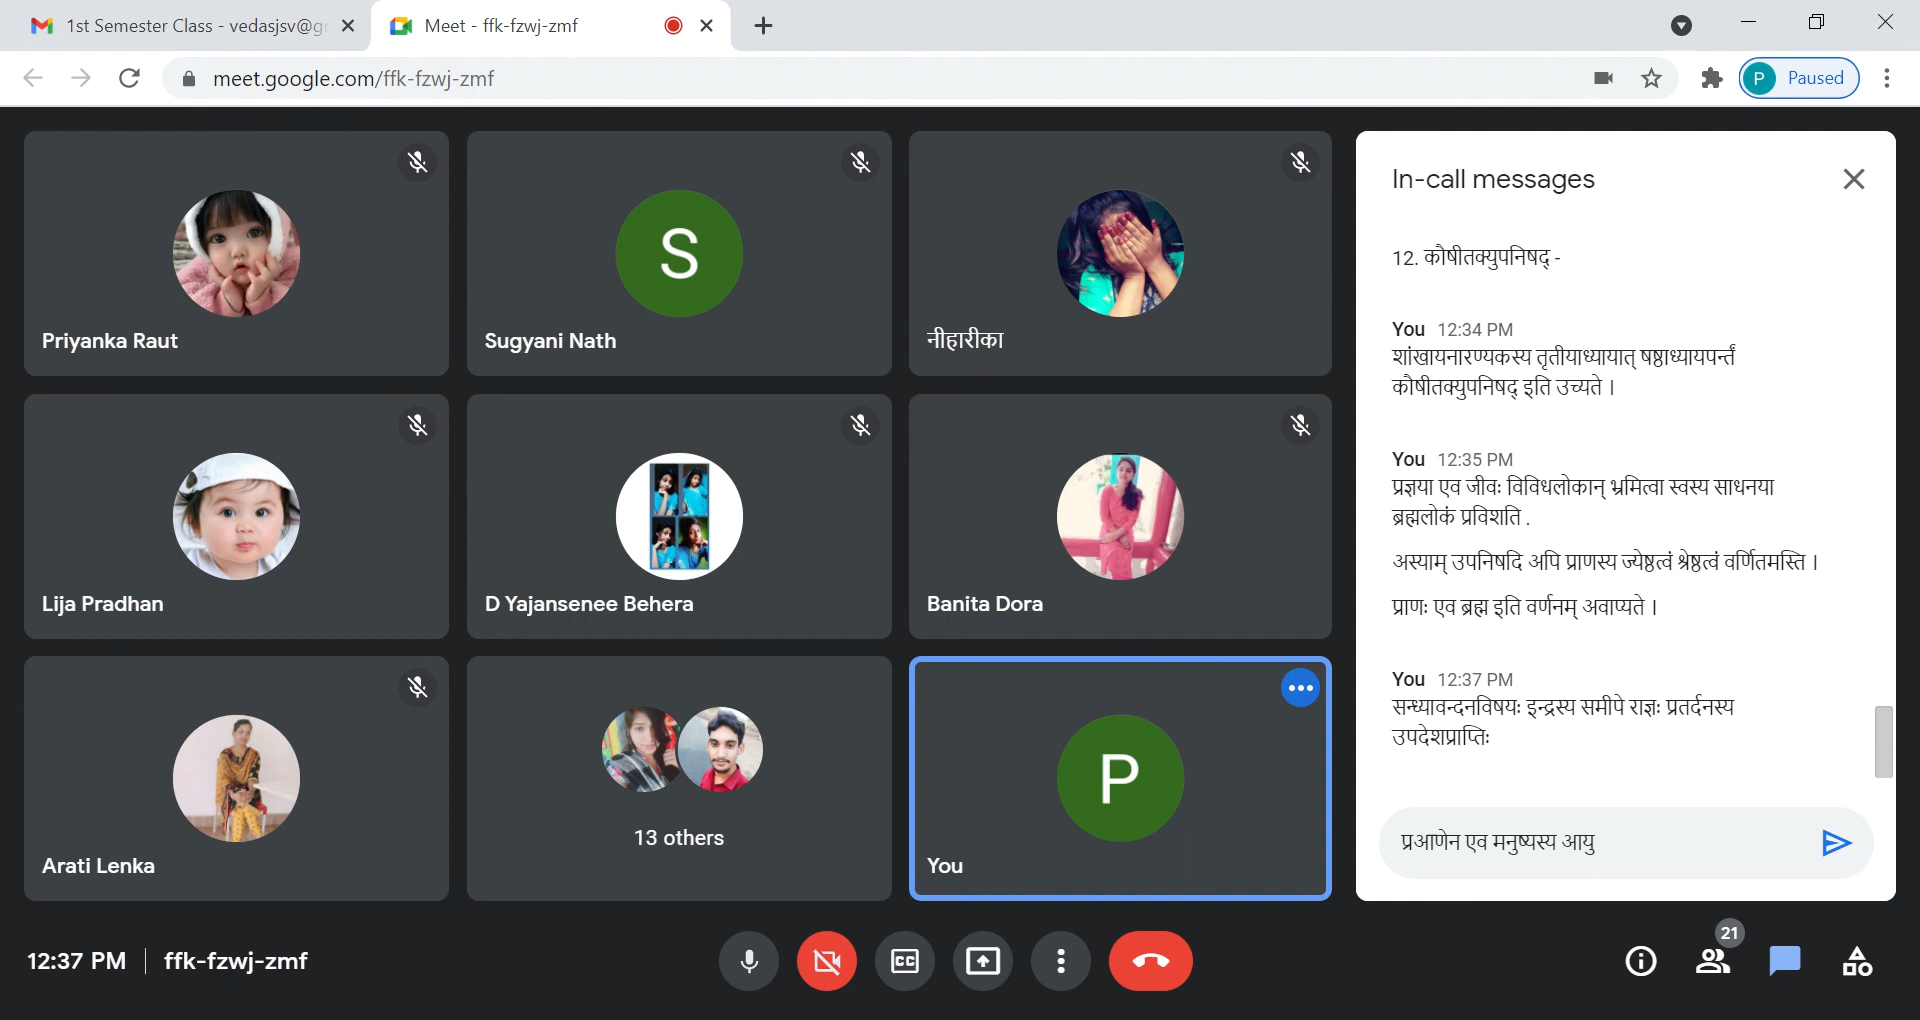 1st Semester Class - vedasjsv@gr
Meet - ffk-fzwj-zmf
meet.google.com/ffk-fzwj-zmf
P
Paused
Priyanka Raut
S
Sugyani Nath
नीहारीका
Lija Pradhan
D Yajansenee Behera
Banita Dora
Arati Lenka
13 others
P
You
In-call messages
12. कौषीतक्युपनिषद् -
You 12:34 PM
शांखायनारण्यकस्य तृतीयाध्यायात् षष्ठाध्यायपर्न्तं
कौषीतक्युपनिषद् इति उच्यते ।
You 12:35 PM
प्रज्ञया एव जीवः विविधलोकान् भ्रमित्वा स्वस्य साधनया
ब्रह्मलोकं प्रविशति .
अस्याम् उपनिषदि अपि प्राणस्य ज्येष्ठत्वं श्रेष्ठत्वं वर्णितमस्ति ।
प्राणः एव ब्रह्म इति वर्णनम् अवाप्यते ।
You 12:37 PM
सन्ध्यावन्दनविषयः इन्द्रस्य समीपे राज्ञः प्रतर्दनस्य
उपदेशप्राप्तिः
प्रआणेन एव मनुष्यस्य आयु
12:37 PM
ffk-fzwj-zmf
CC
21